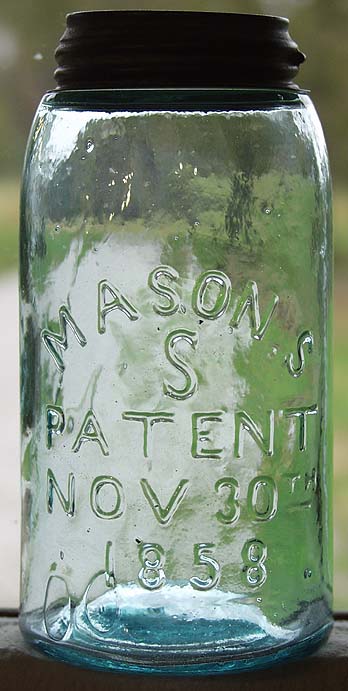 MASON'S
S
PATENT
NOV 30TH
1858